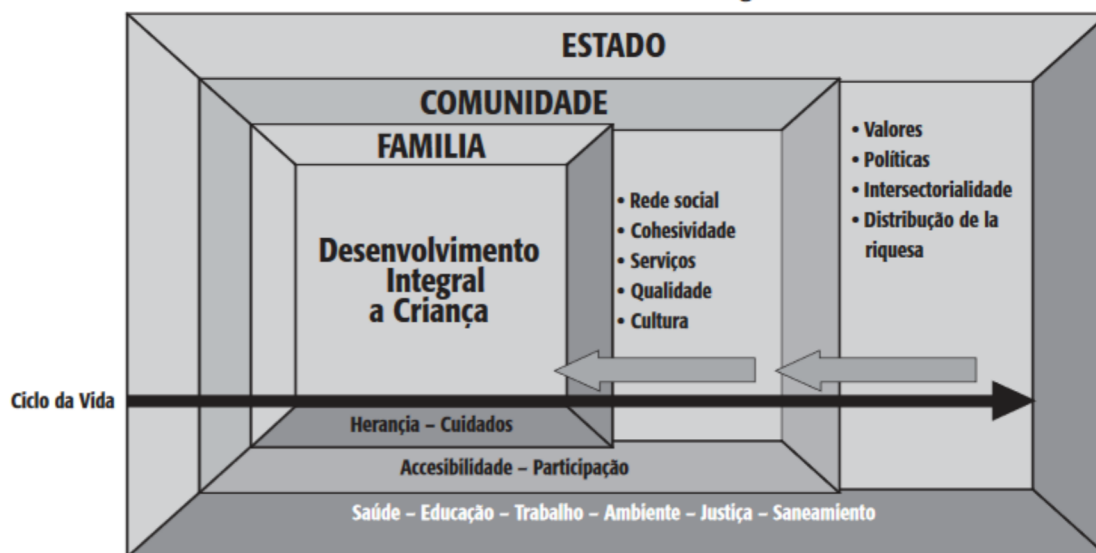 ESTADO
COMUNIDADE
FAMILIA
Desenvolvimento
Integral
a Criança
• Rede social
• Cohesividade
• Serviços
• Qualidade
• Cultura
• Valores
• Políticas
• Intersectorialidade
• Distribução de la
riquesa
Ciclo da Vida
Herançia – Cuidados
Accesibilidade – Participação
Saúde – Educação – Trabalho – Ambiente – Justiça – Saneamiento